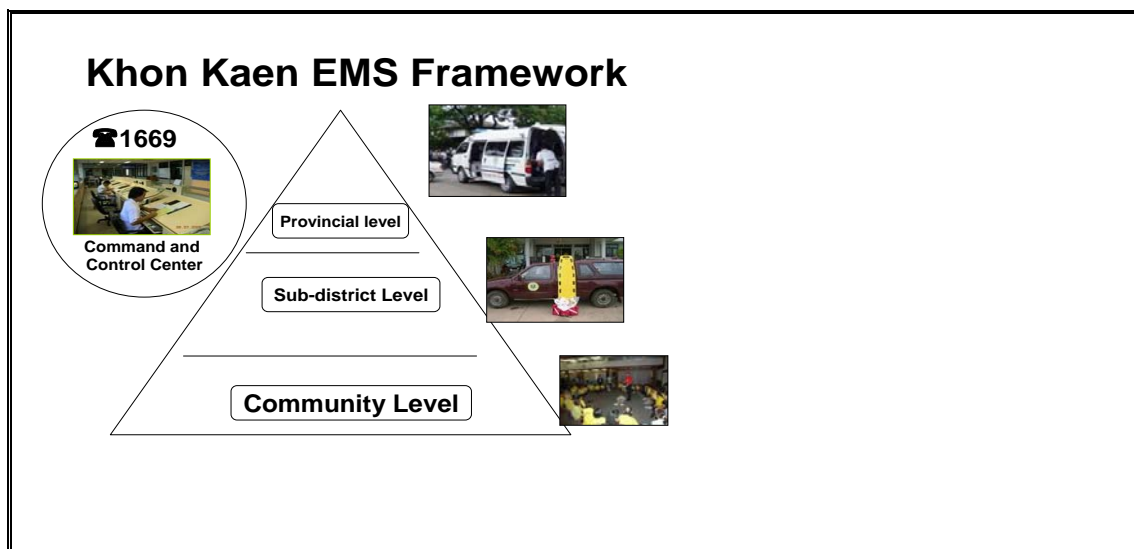 Khon Kaen EMS Framework
☎1669
Command and
Control Center
Provincial level
Sub-district Level
Community Level